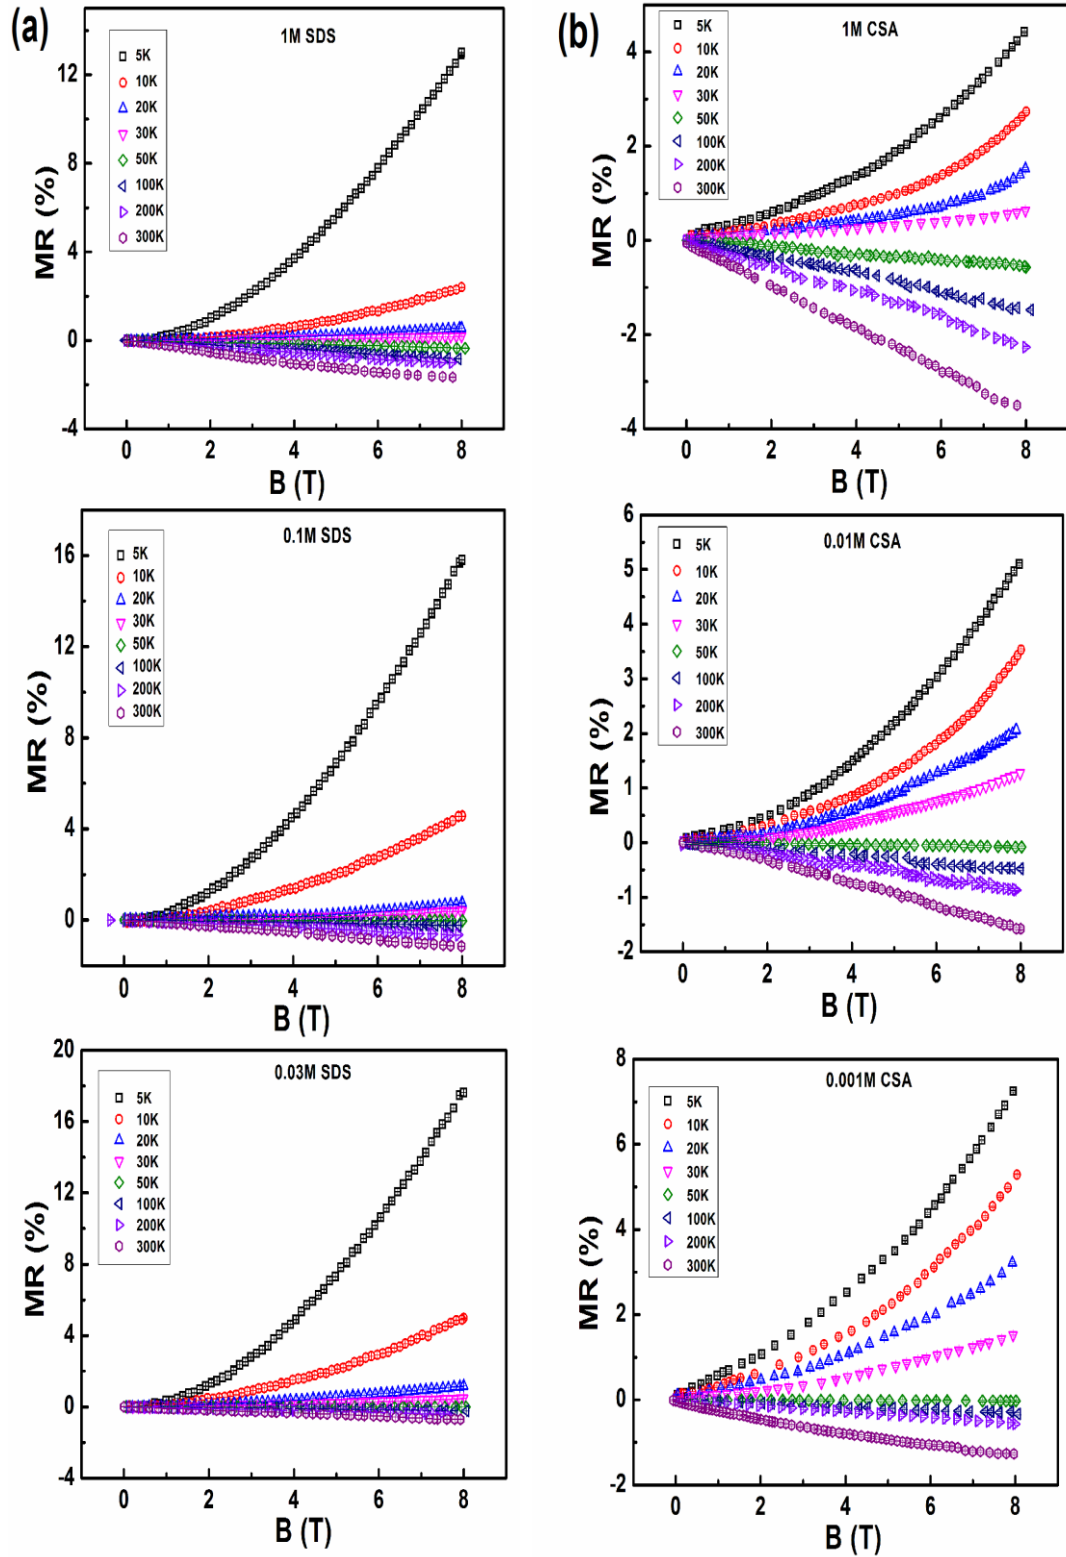 (a)
1M SDS
5K
10K
20K
30K
50K
100K
200K
300K
MR (%)
12
8
4
0
-4
0 2 4 6 8
B (T)
(b)
1M CSA
5K
10K
20K
30K
50K
100K
200K
300K
MR (%)
4
2
0
-2
-4
0 2 4 6 8
B (T)
0.1M SDS
5K
10K
20K
30K
50K
100K
200K
300K
MR (%)
16
12
8
4
0
0 2 4 6 8
B (T)
0.01M CSA
5K
10K
20K
30K
50K
100K
200K
300K
MR (%)
6
5
4
3
2
1
0
-1
-2
0 2 4 6 8
B (T)
0.03M SDS
5K
10K
20K
30K
50K
100K
200K
300K
MR (%)
20
16
12
8
4
0
-4
0 2 4 6 8
B (T)
0.001M CSA
5K
10K
20K
30K
50K
100K
200K
300K
MR (%)
8
6
4
2
0
-2
0 2 4 6 8
B (T)